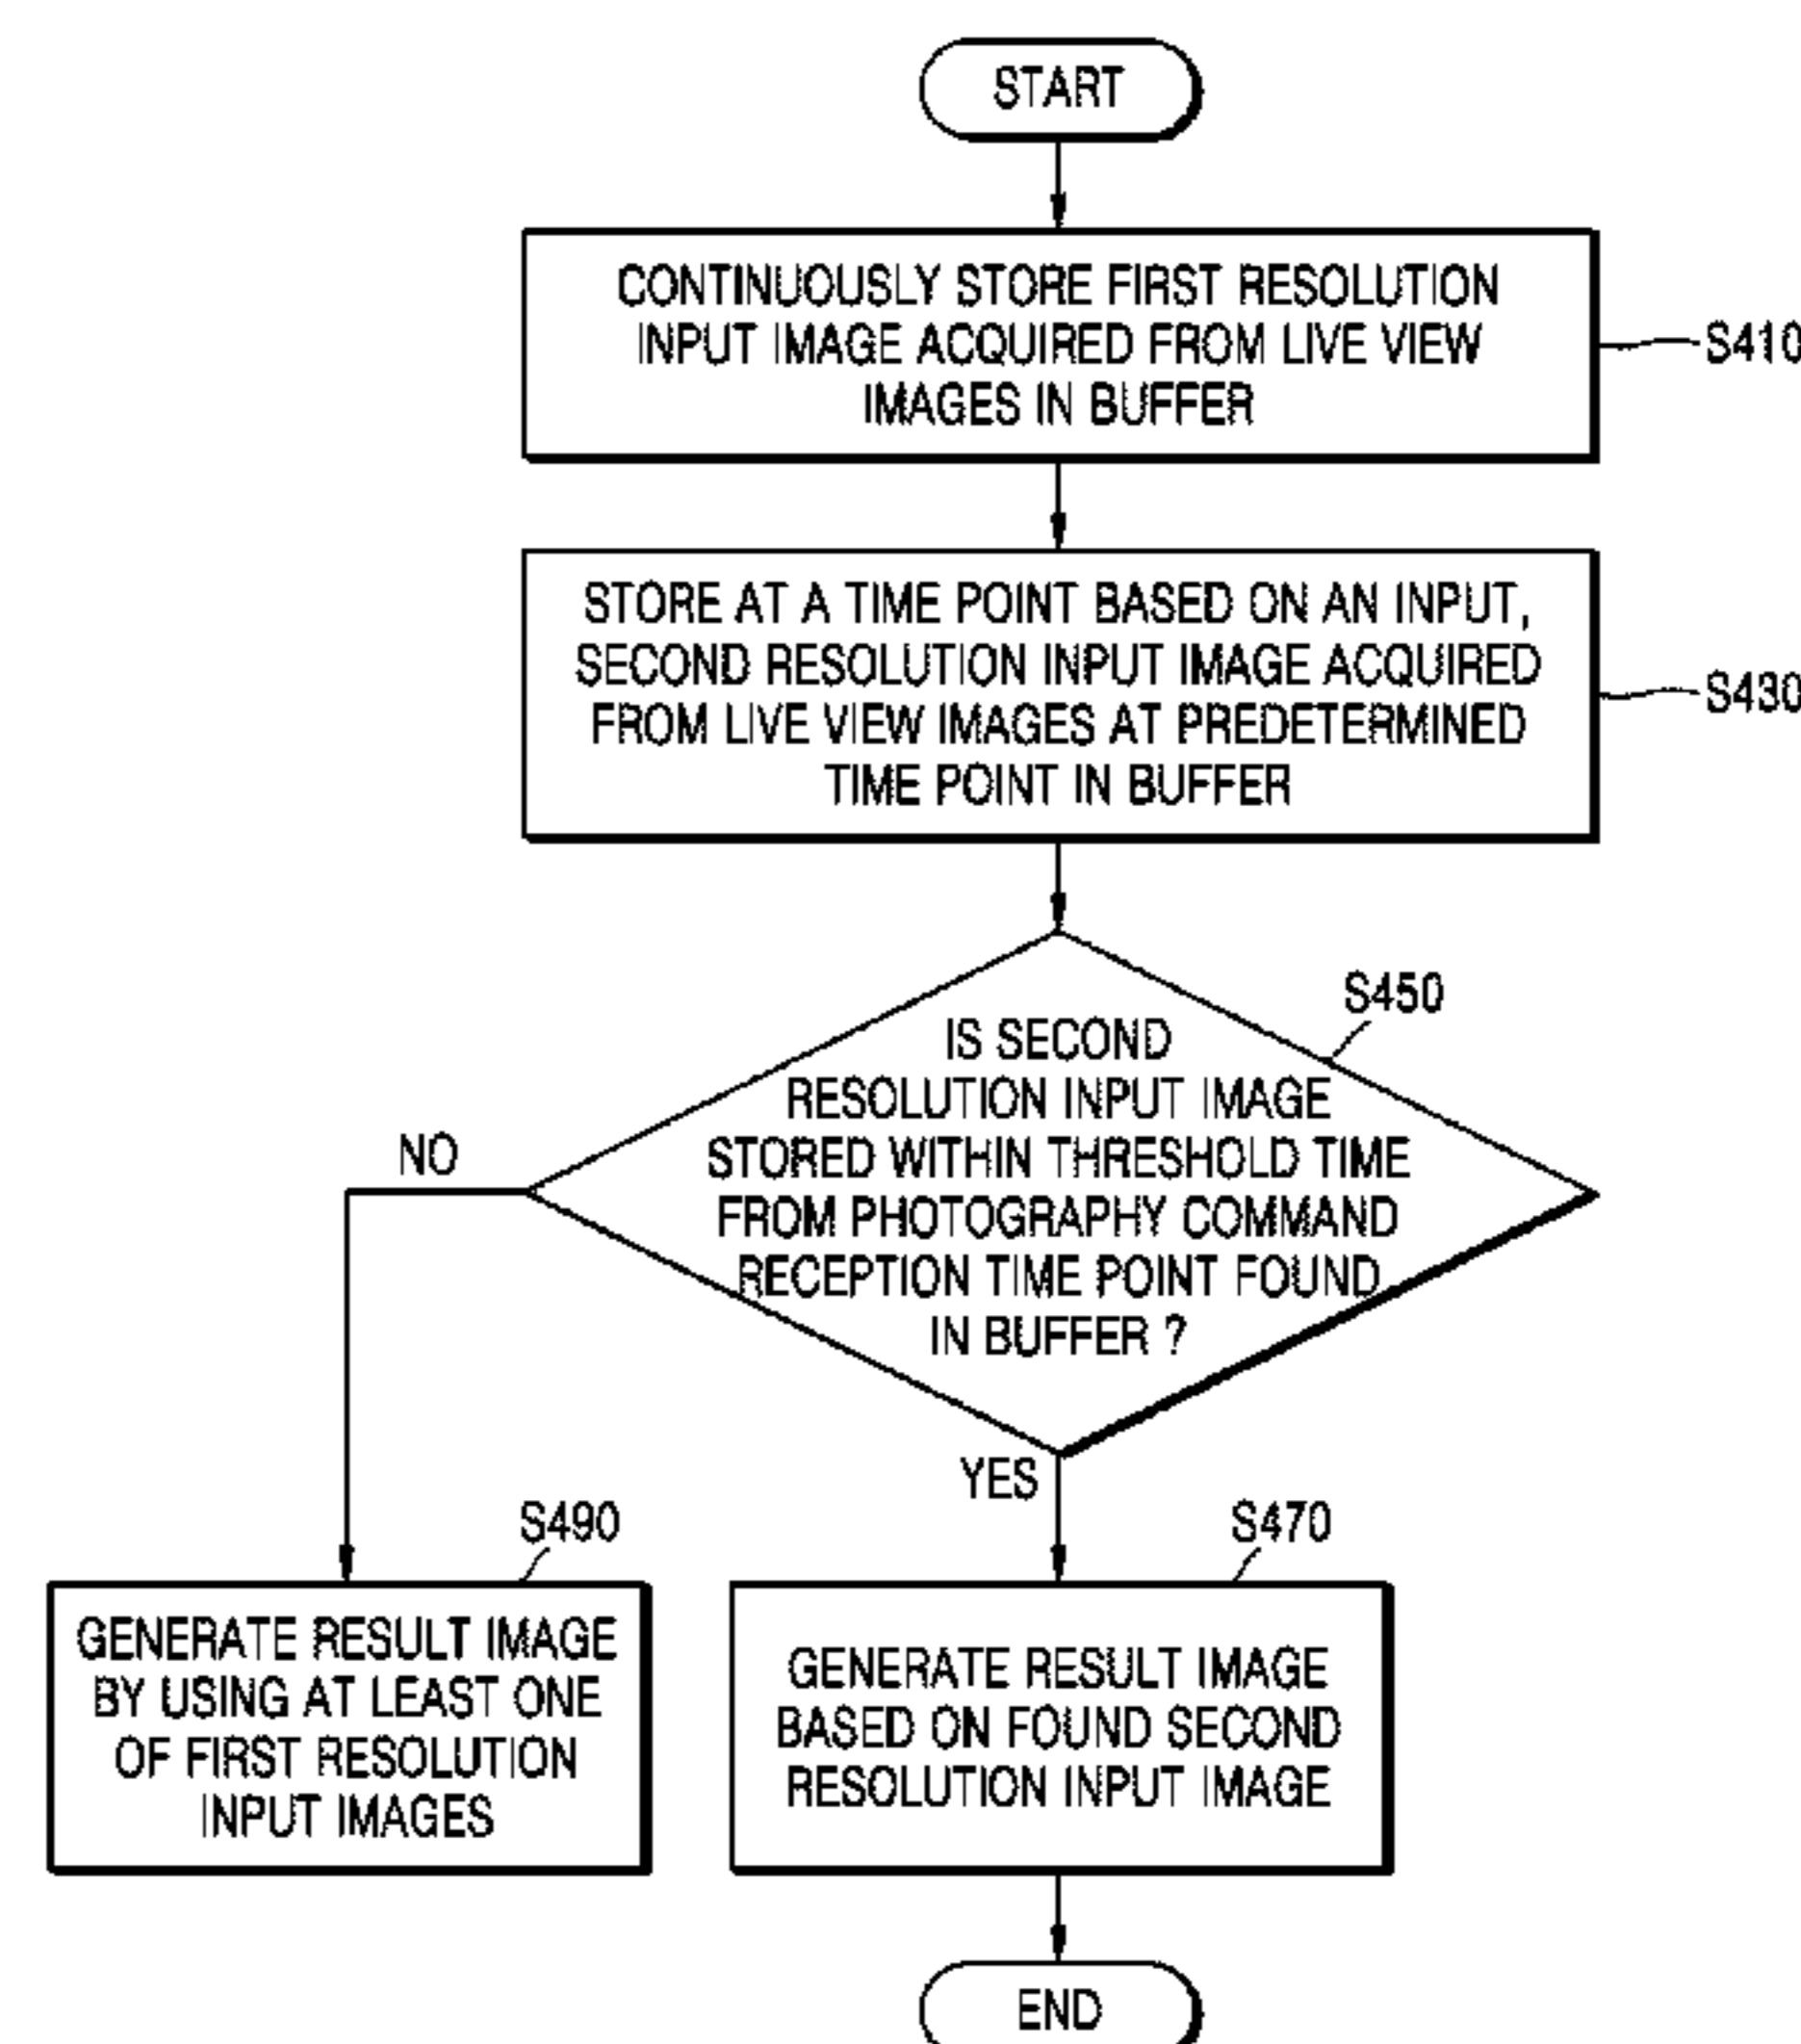 START
CONTINUOUSLY STORE FIRST RESOLUTION
INPUT IMAGE ACQUIRED FROM LIVE VIEW
IMAGES IN BUFFER
S410
STORE AT A TIME POINT BASED ON AN INPUT,
SECOND RESOLUTION INPUT IMAGE ACQUIRED
FROM LIVE VIEW IMAGES AT PREDETERMINED
TIME POINT IN BUFFER
S430
S450
IS SECOND
RESOLUTION INPUT IMAGE
STORED WITHIN THRESHOLD TIME
FROM PHOTOGRAPHY COMMAND
RECEPTION TIME POINT FOUND
IN BUFFER ?
NO
YES
S490
GENERATE RESULT IMAGE
BY USING AT LEAST ONE
OF FIRST RESOLUTION
INPUT IMAGES
S470
GENERATE RESULT IMAGE
BASED ON FOUND SECOND
RESOLUTION INPUT IMAGE
END